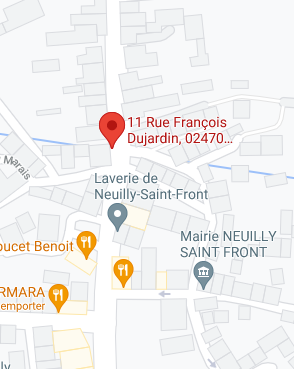 11 Rue François
Dujardin, 02470...
Marais
Laverie de
Neuilly-Saint-Front
oucet Benoit
Mairie NEUILLY
SAINT FRONT
RMARA
emporter
ly